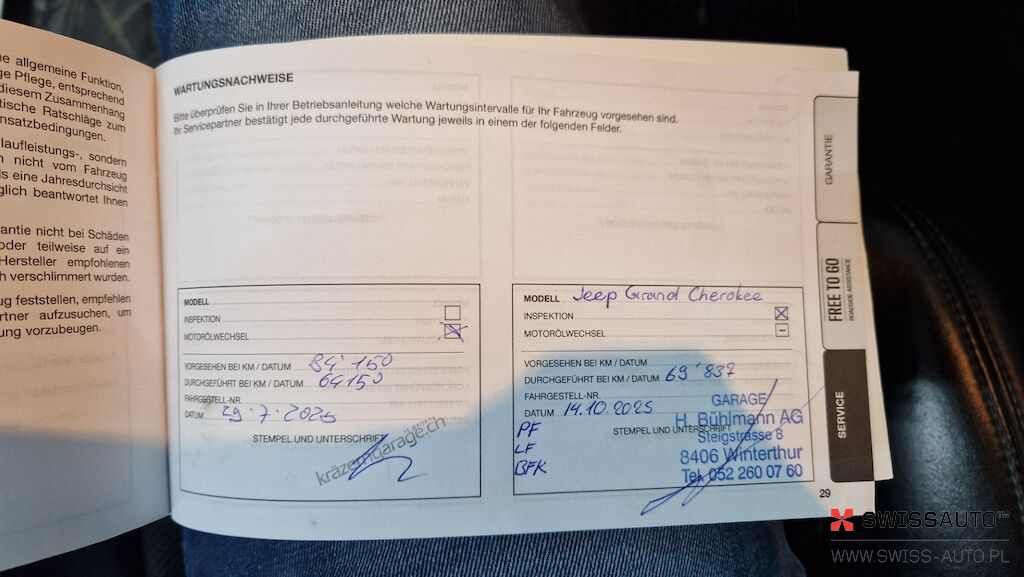 ne allgemeine Funktion,
ge Pflege, entsprechend
diesem Zusammenhang
tische Ratschläge zum
nsatzbedingungen.
laufleistungs-, sondern
n nicht vom Fahrzeug
ls eine Jahresdurchsicht
glich beantwortet Ihnen
antie nicht bei Schäden
oder teilweise auf ein
Hersteller empfohlenen
h verschlimmert wurden.
ug feststellen, empfehlen
rtner aufzusuchen, um
ung vorzubeugen.
WARTUNGSNACHWEISE
Bitte überprüfen Sie in Ihrer Betriebsanleitung welche Wartungsintervalle für Ihr Fahrzeug vorgesehen sind.
Ihr Servicepartner bestätigt jede durchgeführte Wartung jeweils in einem der folgenden Felder.
MODELL
INSPEKTION
MOTORÖLWECHSEL
VORGESEHEN BEI KM / DATUM 84'150
DURCHGEFÜHRT BEI KM / DATUM 64150
FAHRGESTELL-NR.
DATUM 29.7.2025
STEMPEL UND UNTERSCHRIFT
kräzerngarage.ch
MODELL Jeep Grand Cherokee
INSPEKTION
MOTORÖLWECHSEL
VORGESEHEN BEI KM / DATUM
DURCHGEFÜHRT BEI KM / DATUM 69'837
FAHRGESTELL-NR.
DATUM 14.10.2025
STEMPEL UND UNTERSCHRIFT
PF
LF
BFK
GARAGE
H. Bühlmann AG
Steigstrasse 8
8406 Winterthur
Tel. 052 260 07 60
29
GARANTIE
FREE TO GO
ROADSIDE ASSISTANCE
SERVICE
SWISSAUTO™
WWW.SWISS-AUTO.PL